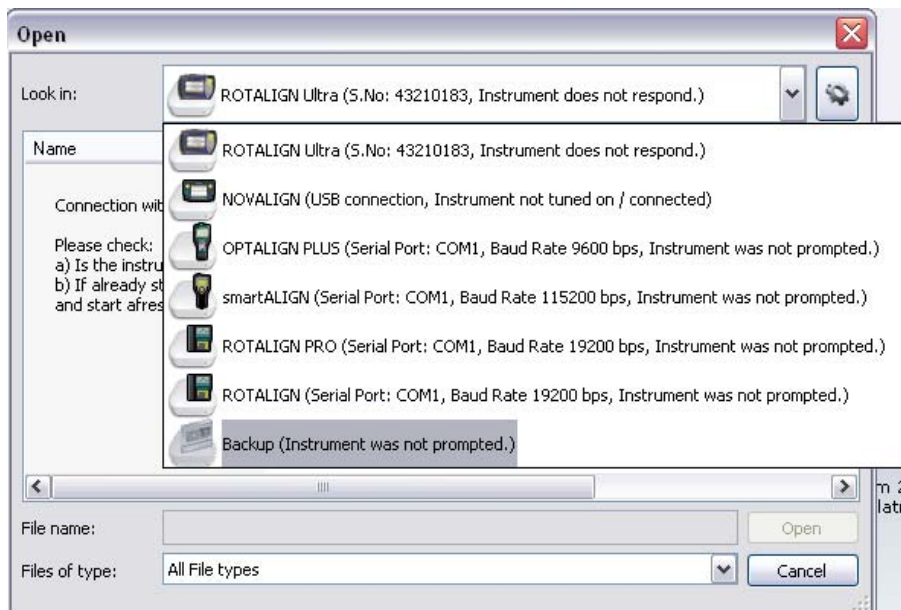 Open
Look in:
ROTALIGN Ultra (S.No: 43210183, Instrument does not respond.)
Name
ROTALIGN Ultra (S.No: 43210183, Instrument does not respond.)
NOVALIGN (USB connection, Instrument not tuned on / connected)
Connection wit
OPTALIGN PLUS (Serial Port: COM1, Baud Rate 9600 bps, Instrument was not prompted.)
Please check:
a) Is the instru
b) If already st
and start afres
smartALIGN (Serial Port: COM1, Baud Rate 115200 bps, Instrument was not prompted.)
ROTALIGN PRO (Serial Port: COM1, Baud Rate 19200 bps, Instrument was not prompted.)
ROTALIGN (Serial Port: COM1, Baud Rate 19200 bps, Instrument was not prompted.)
Backup (Instrument was not prompted.)
File name:
Open
Files of type:
All File types
Cancel